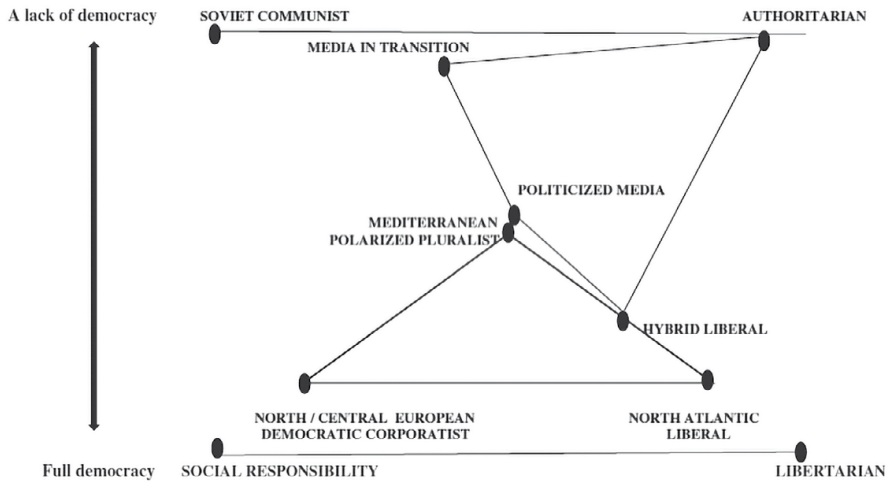 A lack of democracy
SOVIET COMMUNIST
AUTHORITARIAN
MEDIA IN TRANSITION
POLITICIZED MEDIA
MEDITERRANEAN
POLARIZED PLURALIST
HYBRID LIBERAL
NORTH / CENTRAL EUROPEAN
DEMOCRATIC CORPORATIST
NORTH ATLANTIC
LIBERAL
Full democracy
SOCIAL RESPONSIBILITY
LIBERTARIAN